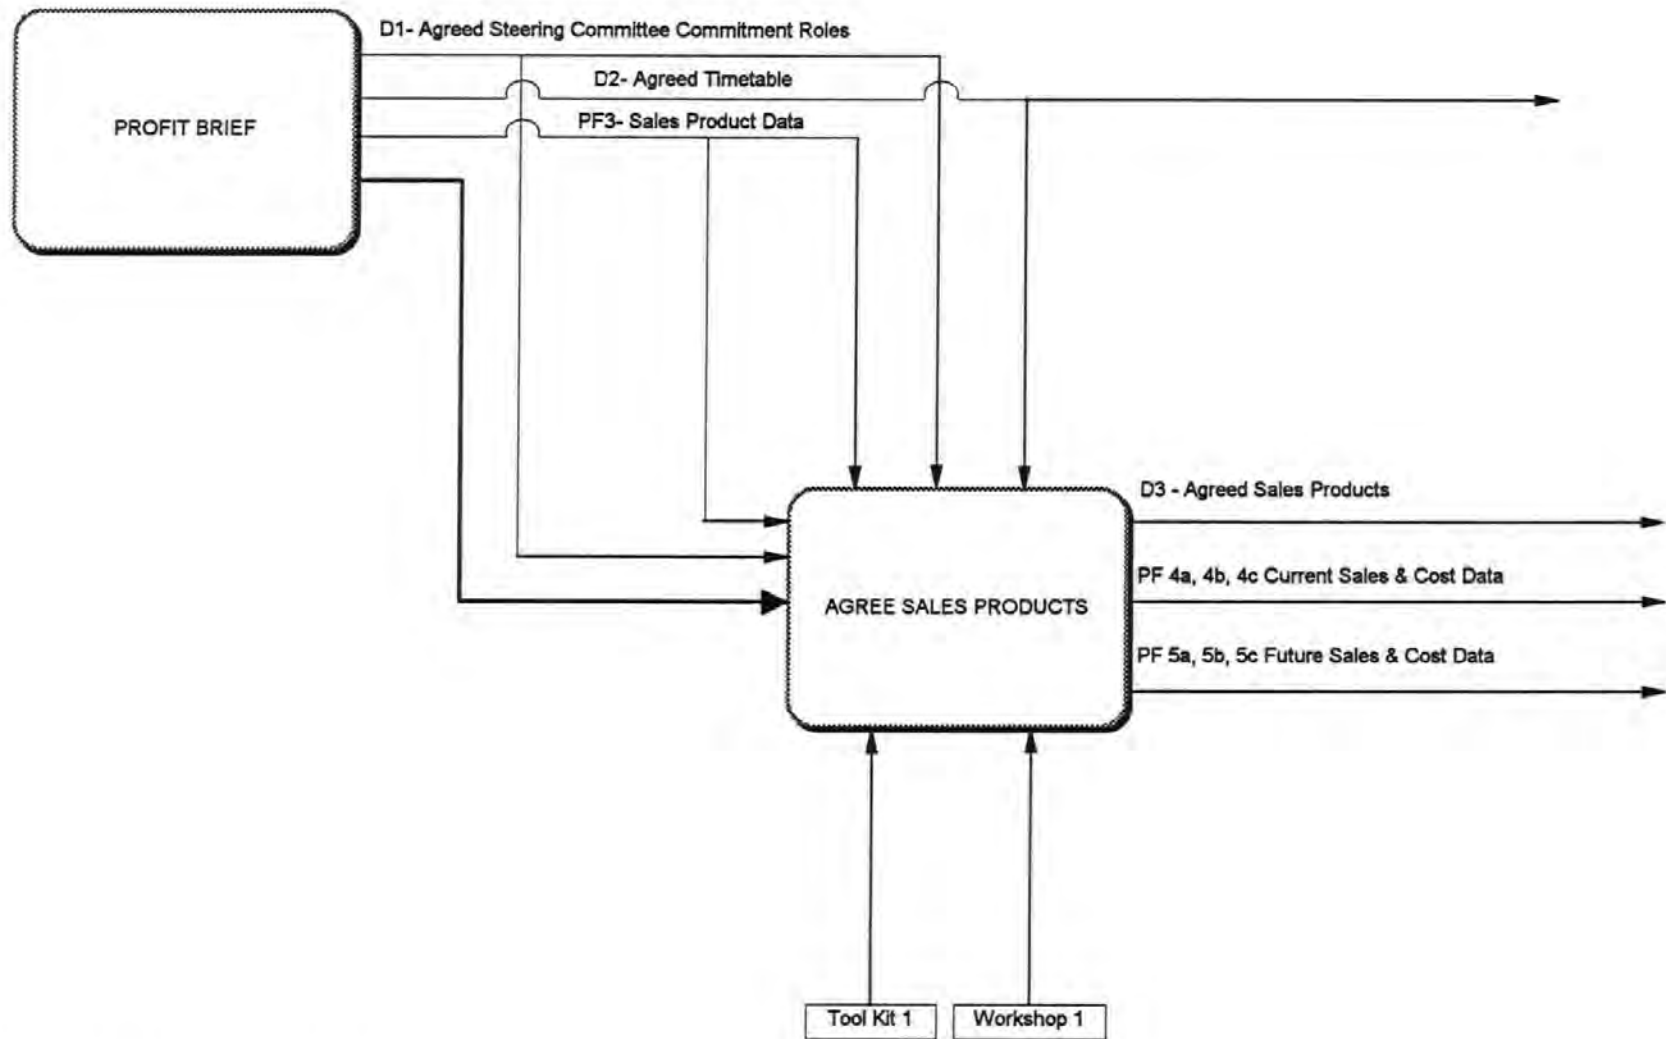 D1- Agreed Steering Committee Commitment Roles
D2- Agreed Timetable
PROFIT BRIEF
PF3- Sales Product Data
D3 - Agreed Sales Products
PF 4a, 4b, 4c Current Sales & Cost Data
AGREE SALES PRODUCTS
PF 5a, 5b, 5c Future Sales & Cost Data
Tool Kit 1
Workshop 1